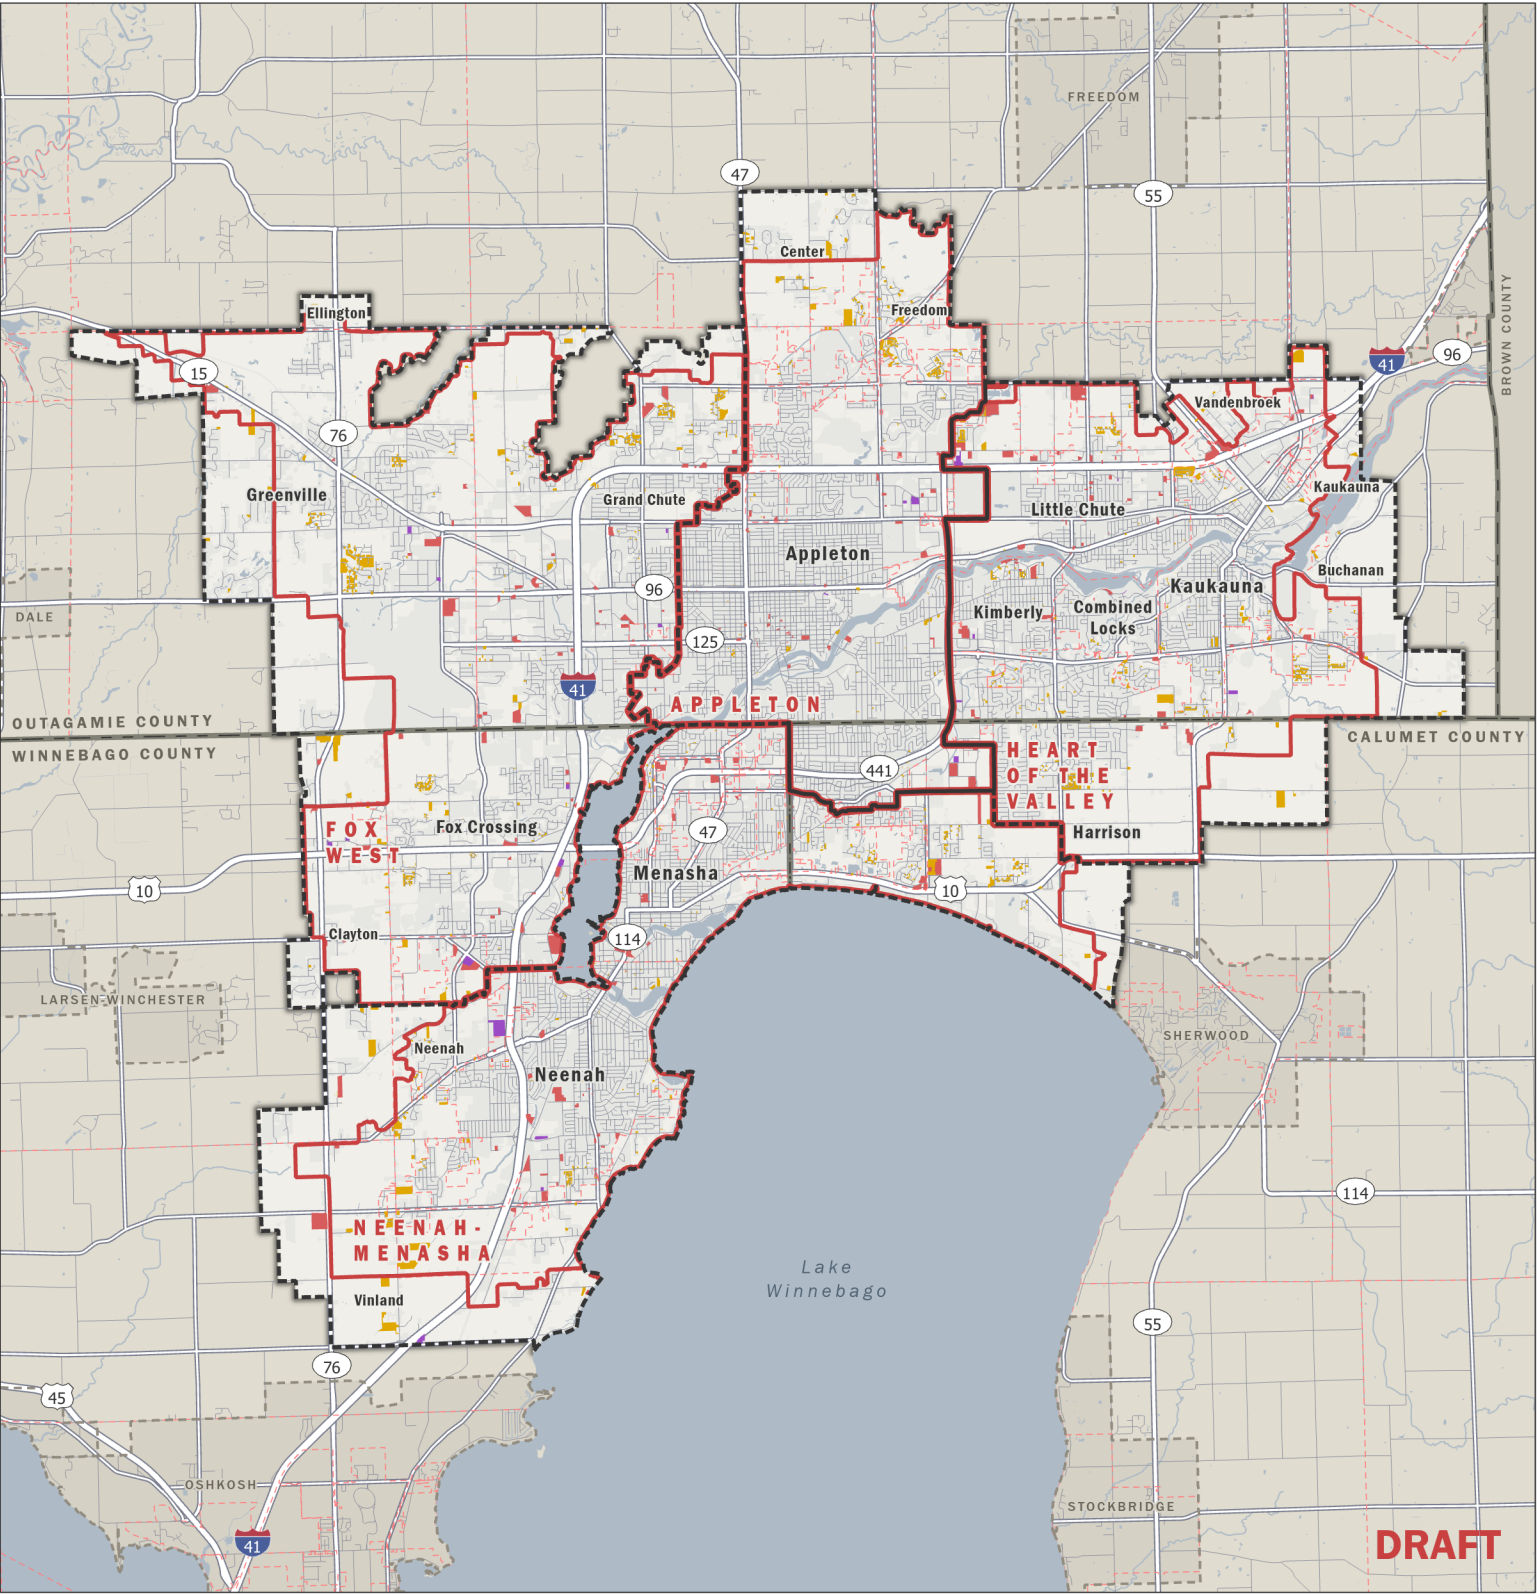 FREEDOM
47
55
Center
BROWN COUNTY
Ellington
Freedom
41
96
15
Vandenbroek
76
Greenville
Grand Chute
Kaukauna
Little Chute
Appleton
Buchanan
96
Kaukauna
Kimberly
Combined
Locks
DALE
125
41
APPLETON
OUTAGAMIE COUNTY
WINNEBAGO COUNTY
CALUMET COUNTY
HEART
OF THE
VALLEY
441
FOX
WEST
Fox Crossing
47
Harrison
Menasha
10
10
Clayton
114
LARSEN-WINCHESTER
SHERWOOD
Neenah
Neenah
114
NEENAH-
MENASHA
Lake
Winnebago
Vinland
55
76
45
OSHKOSH
STOCKBRIDGE
41
DRAFT